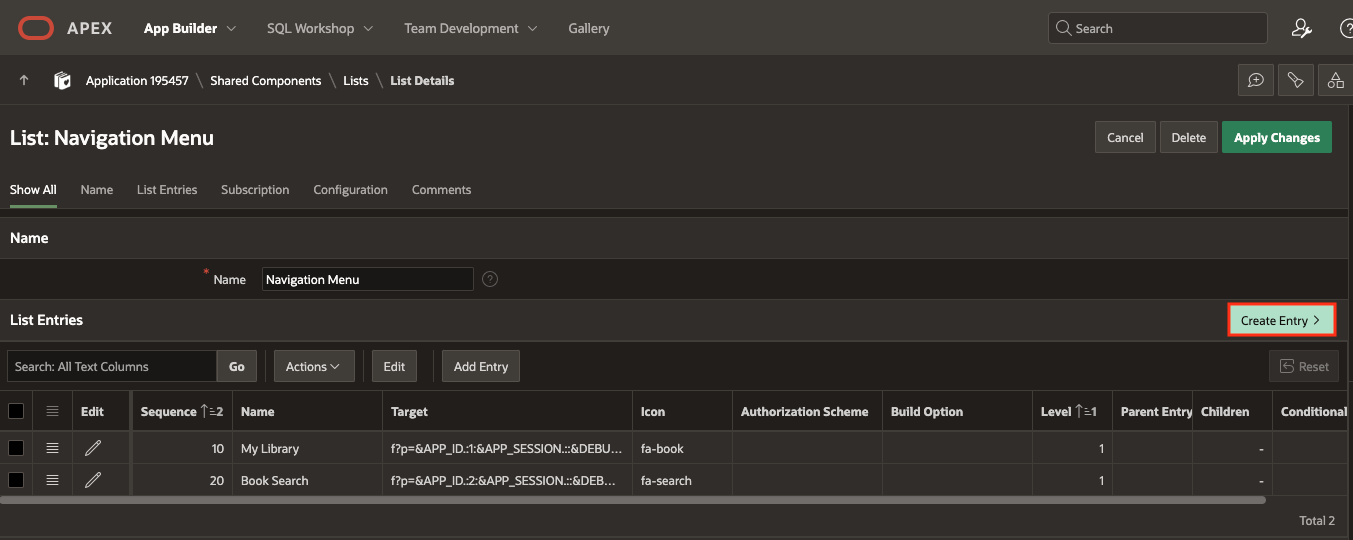 APEX App Builder SQL Workshop Team Development Gallery Search
Application 195457 \ Shared Components \ Lists \ List Details
List: Navigation Menu Cancel Delete Apply Changes
Show All Name List Entries Subscription Configuration Comments
Name
* Name Navigation Menu ?
List Entries Create Entry >
Search: All Text Columns Go Actions Edit Add Entry Reset
Edit Sequence 2 Name Target Icon Authorization Scheme Build Option Level 1 Parent Entry Children Conditional
10 My Library f?p=&APP_ID.:1:&APP_SESSION.::&DEBU... fa-book 1 -
20 Book Search f?p=&APP_ID.:2:&APP_SESSION.::&DEB... fa-search 1 -
Total 2